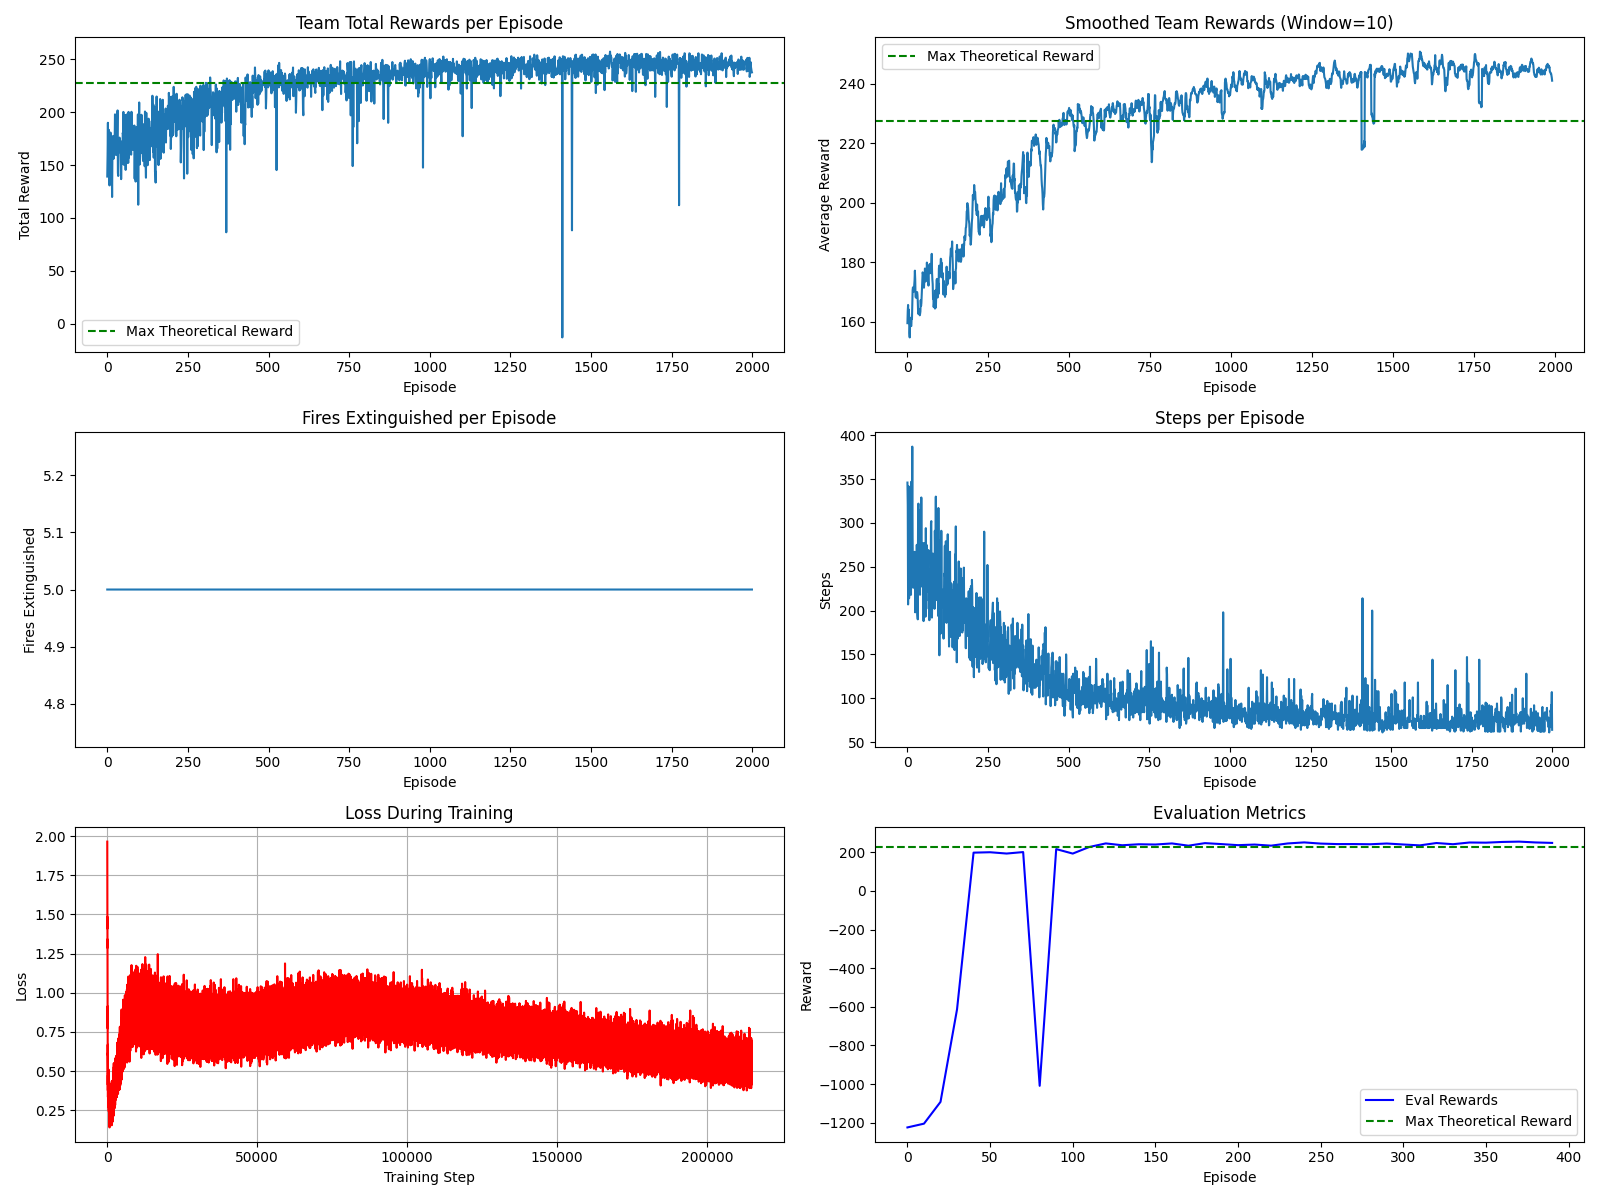 Team Total Rewards per Episode
250
200
150
100
50
0
Total Reward
Max Theoretical Reward
0 250 500 750 1000 1250 1500 1750 2000
Episode
Smoothed Team Rewards (Window=10)
Max Theoretical Reward
240
220
200
180
160
Average Reward
0 250 500 750 1000 1250 1500 1750 2000
Episode
Fires Extinguished per Episode
5.2
5.1
5.0
4.9
4.8
Fires Extinguished
0 250 500 750 1000 1250 1500 1750 2000
Episode
Steps per Episode
400
350
300
250
200
150
100
50
Steps
0 250 500 750 1000 1250 1500 1750 2000
Episode
Loss During Training
2.00
1.75
1.50
1.25
1.00
0.75
0.50
0.25
Loss
0 50000 100000 150000 200000
Training Step
Evaluation Metrics
200
0
−200
−400
−600
−800
−1000
−1200
Reward
Eval Rewards
Max Theoretical Reward
0 50 100 150 200 250 300 350 400
Episode